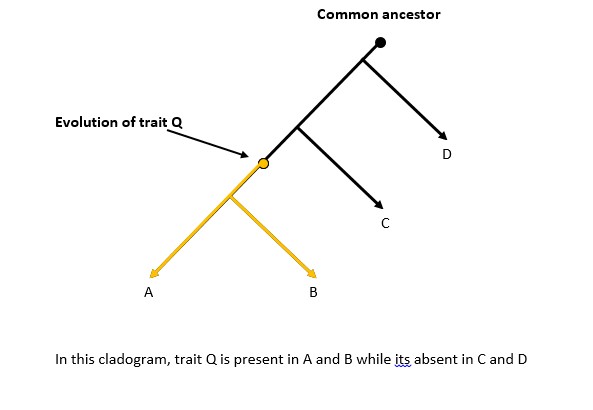 Common ancestor
Evolution of trait Q
D
C
A
B
In this cladogram, trait Q is present in A and B while its absent in C and D